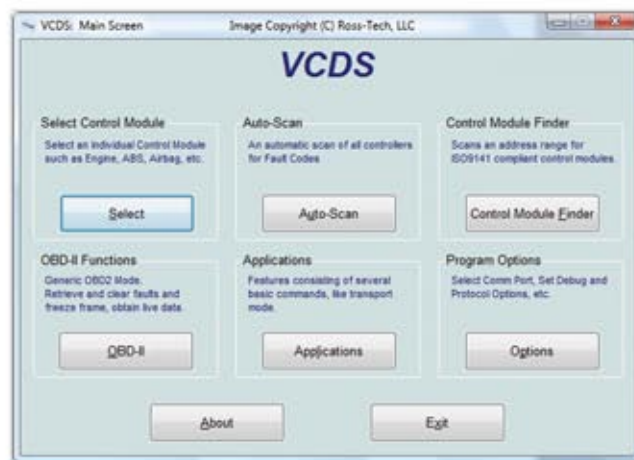 VCDS: Main Screen Image Copyright (C) Ross-Tech, LLC
VCDS
Select Control Module
Select an individual Control Module
such as Engine, ABS, Airbag, etc.
Select
Auto-Scan
An automatic scan of all controllers
for Fault Codes
Auto-Scan
Control Module Finder
Scans an address range for
ISO9141 compliant control modules.
Control Module Finder
OBD-II Functions
Generic OBD2 Mode.
Retrieve and clear faults and
freeze frame, obtain live data.
OBD-II
Applications
Features consisting of several
basic commands, like transport
mode.
Applications
Program Options
Select Comm Port, Set Debug and
Protocol Options, etc.
Options
About
Exit